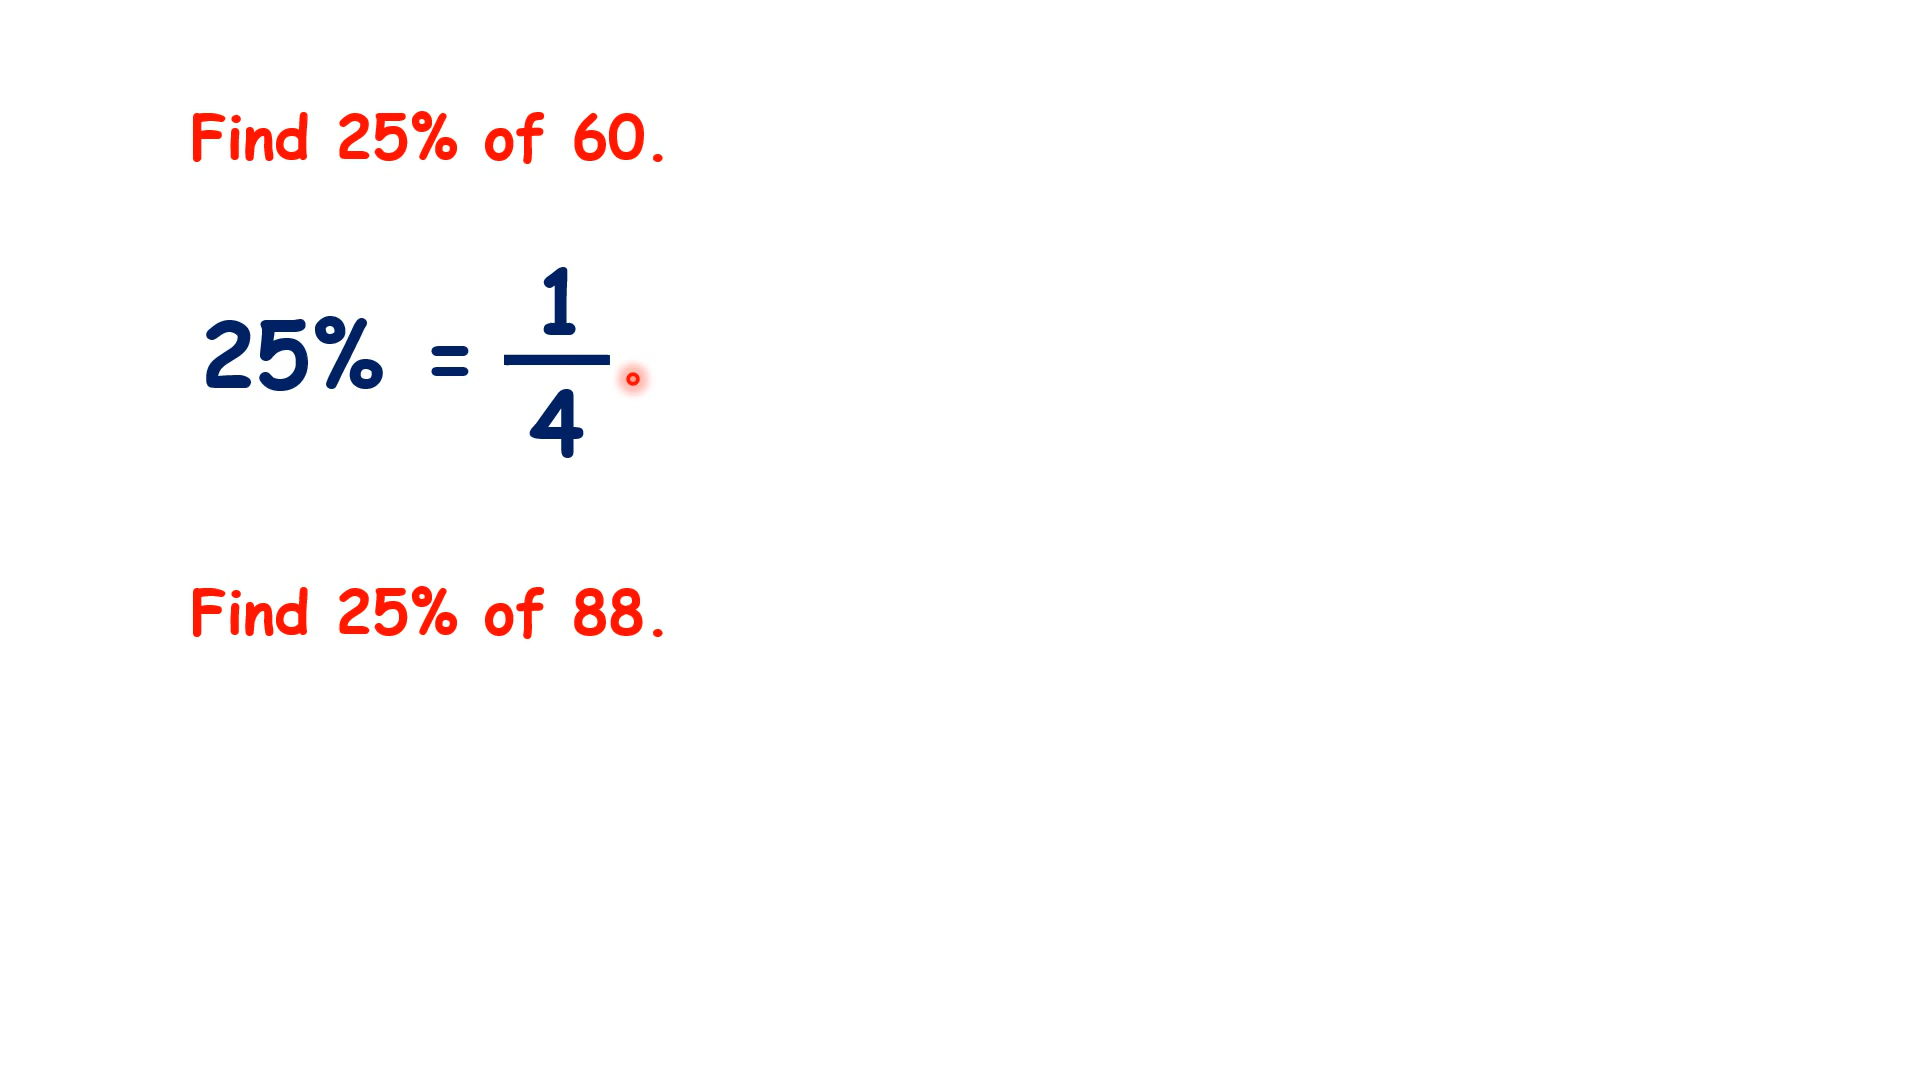 Find 25% of 60.
25% = 1/4
Find 25% of 88.